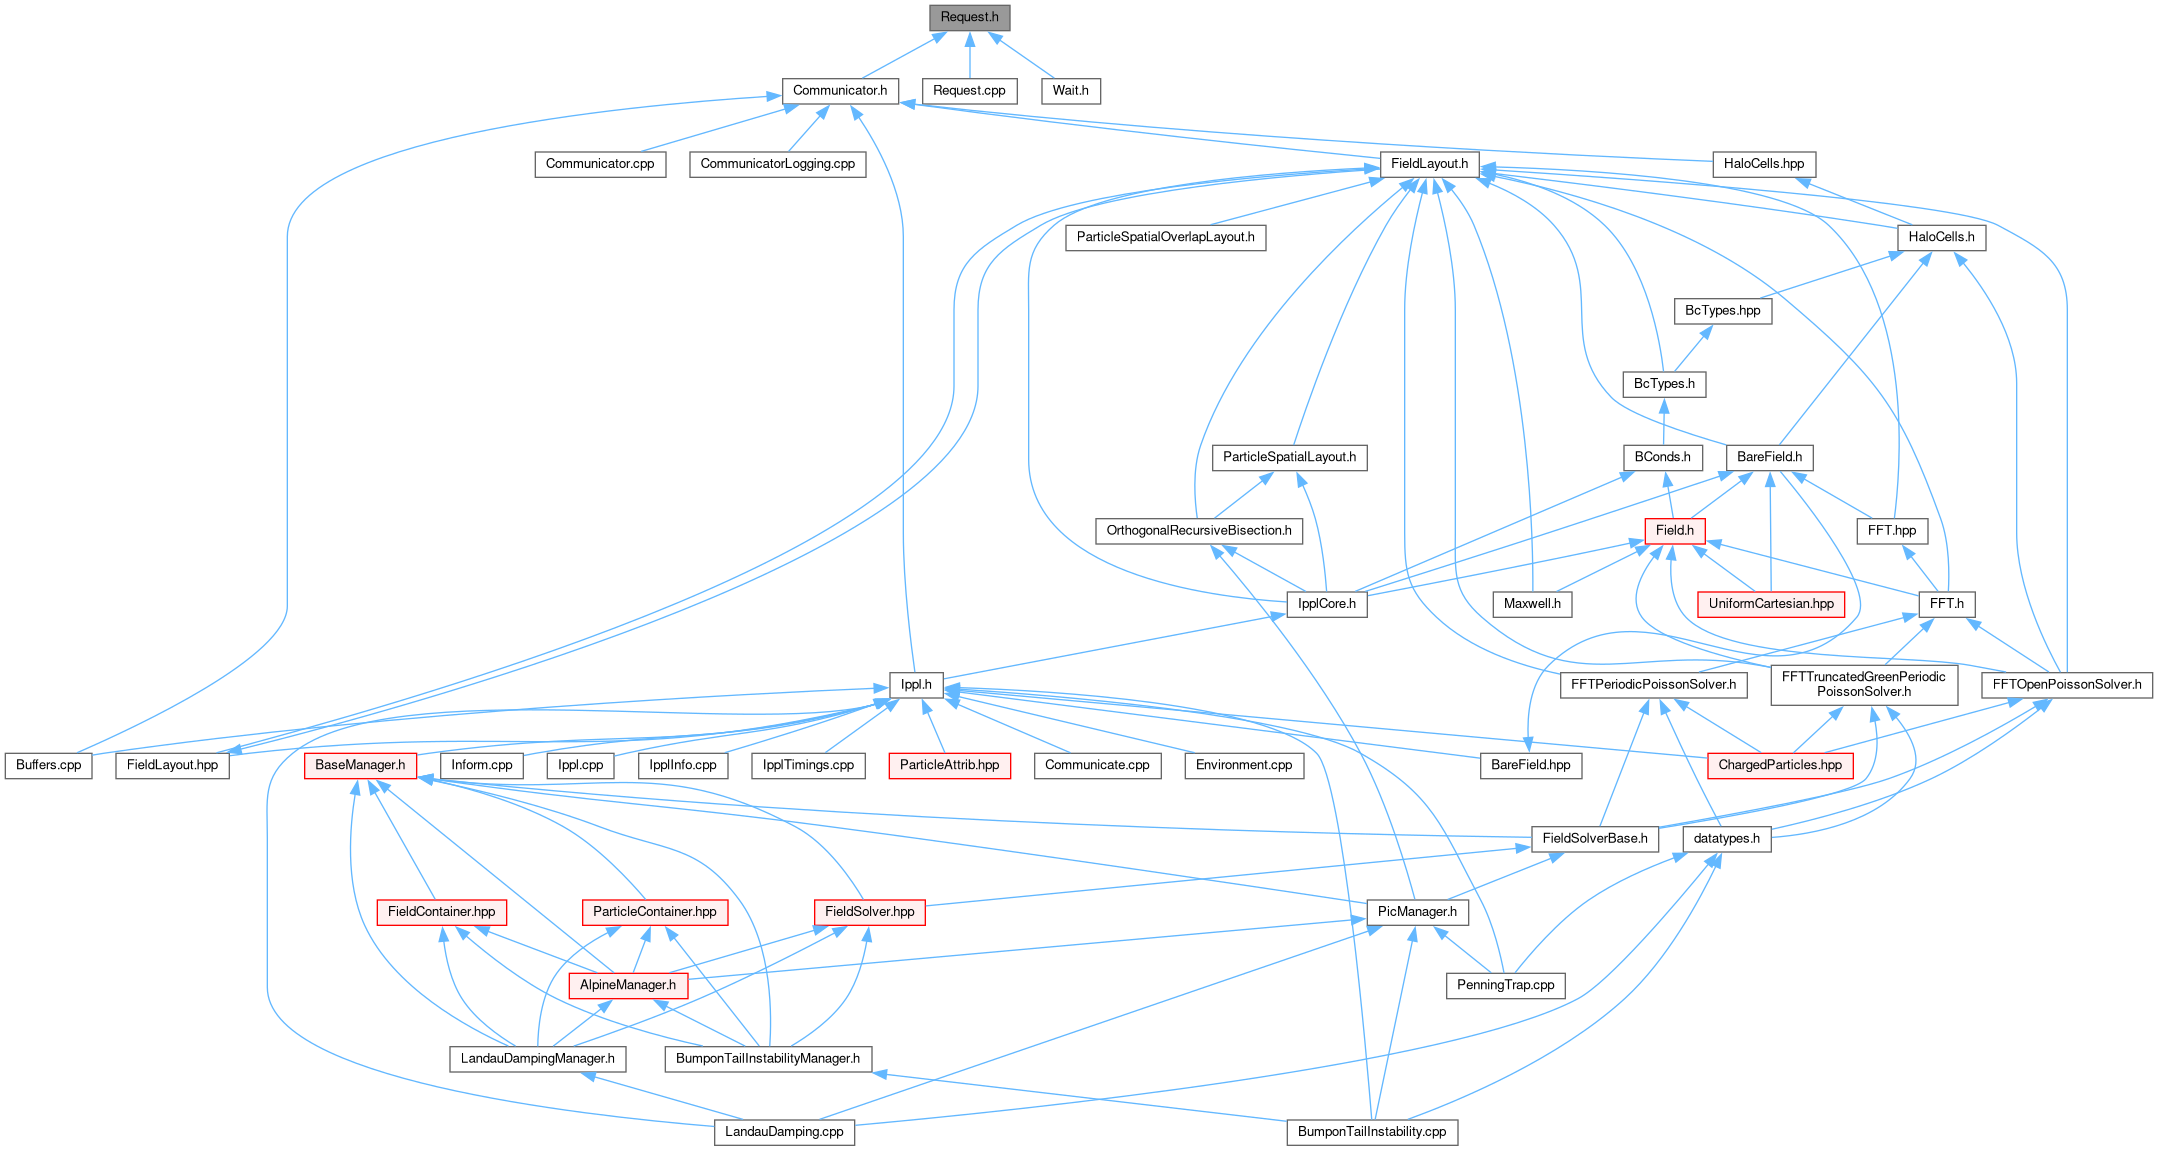 Request.h
Communicator.h
Request.cpp
Wait.h
Communicator.cpp
CommunicatorLogging.cpp
FieldLayout.h
HaloCells.hpp
ParticleSpatialOverlapLayout.h
HaloCells.h
BcTypes.hpp
BcTypes.h
ParticleSpatialLayout.h
BConds.h
BareField.h
OrthogonalRecursiveBisection.h
Field.h
FFT.hpp
IpplCore.h
Maxwell.h
UniformCartesian.hpp
FFT.h
Ippl.h
FFTPeriodicPoissonSolver.h
FFTTruncatedGreenPeriodic
PoissonSolver.h
FFTOpenPoissonSolver.h
Buffers.cpp
FieldLayout.hpp
BaseManager.h
Inform.cpp
Ippl.cpp
IpplInfo.cpp
IpplTimings.cpp
ParticleAttrib.hpp
Communicate.cpp
Environment.cpp
BareField.hpp
ChargedParticles.hpp
FieldSolverBase.h
datatypes.h
FieldContainer.hpp
ParticleContainer.hpp
FieldSolver.hpp
PicManager.h
AlpineManager.h
PenningTrap.cpp
LandauDampingManager.h
BumponTailInstabilityManager.h
LandauDamping.cpp
BumponTailInstability.cpp